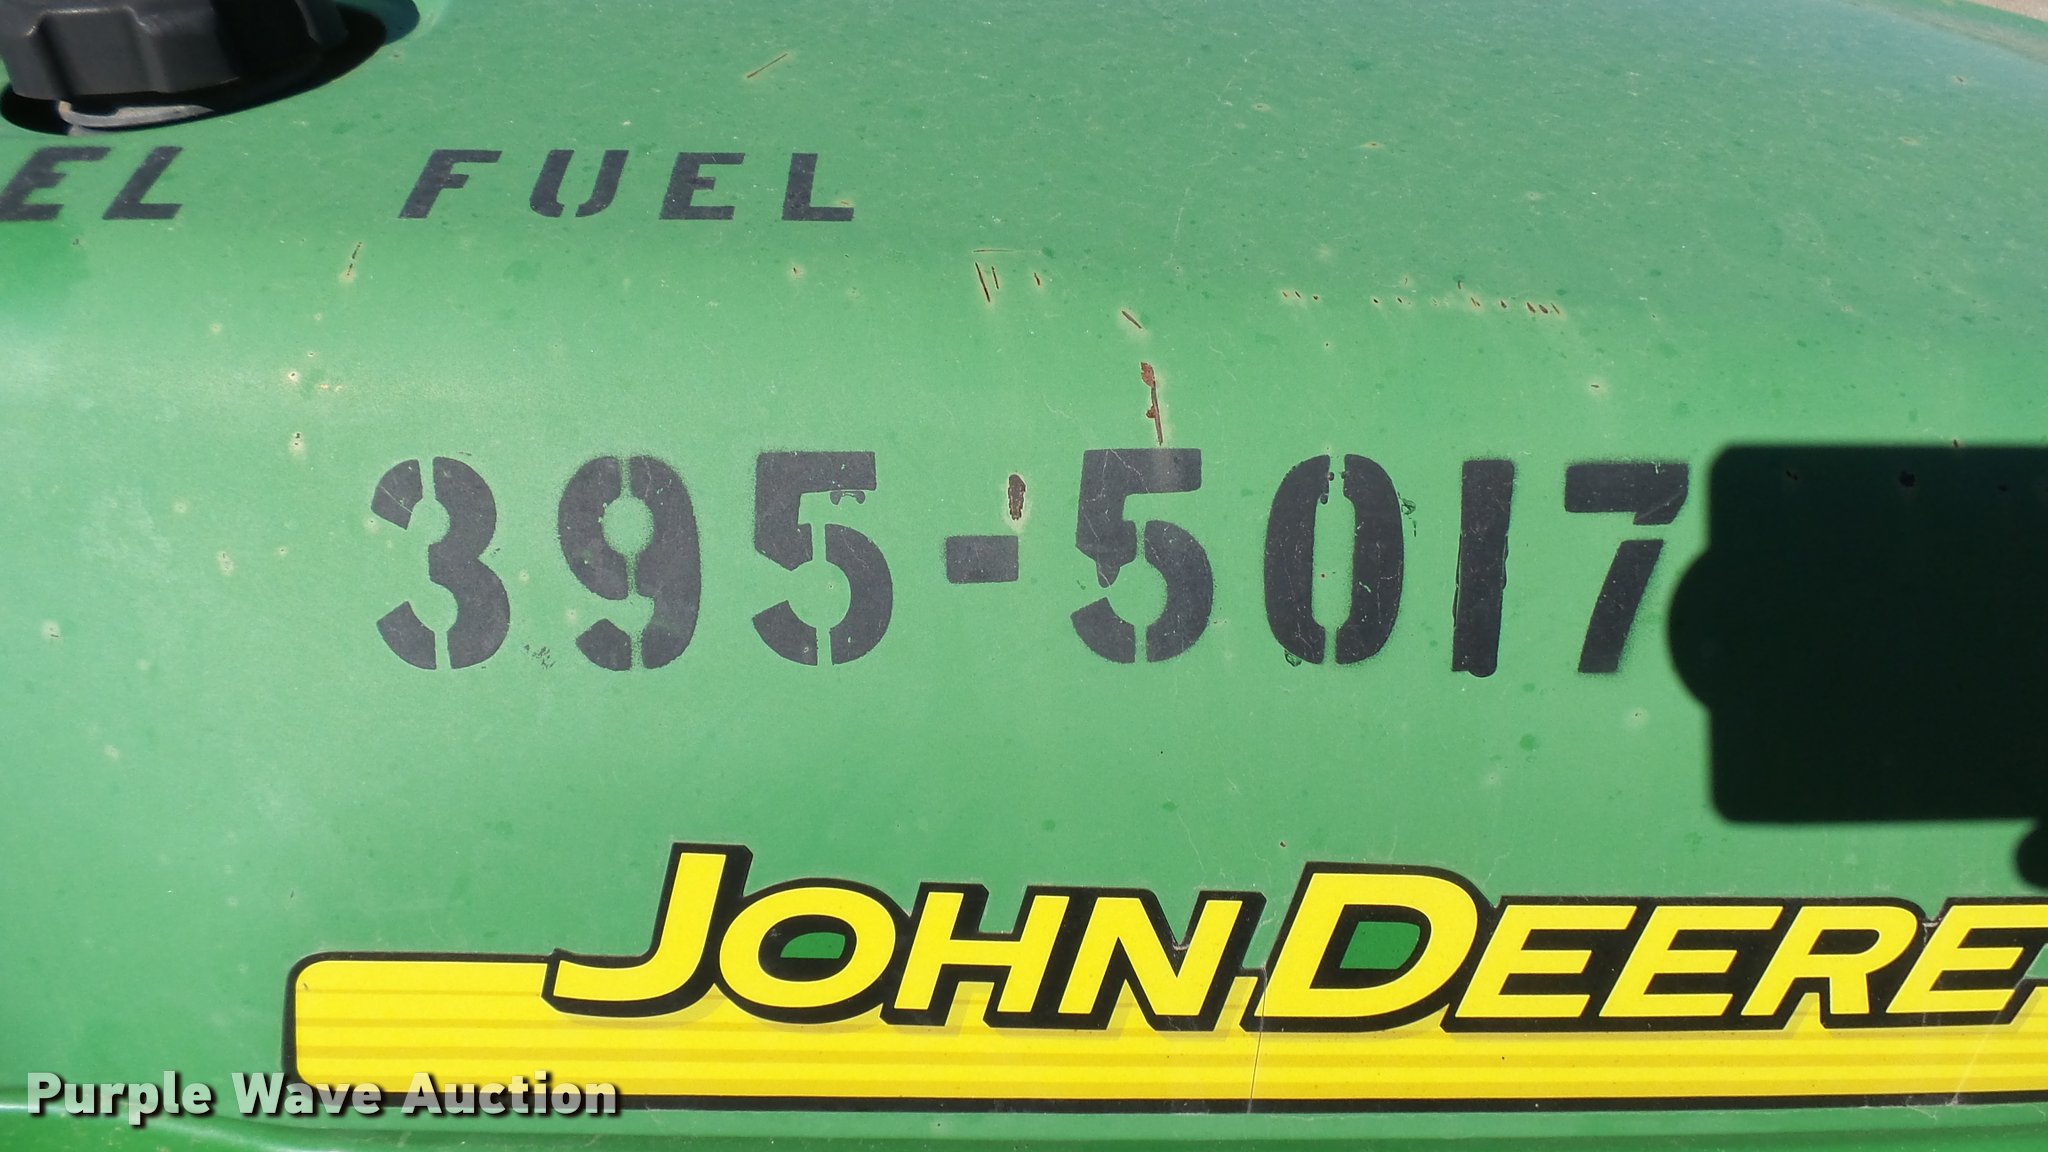 EL FUEL
395-5017
JOHN DEERE
Purple Wave Auction